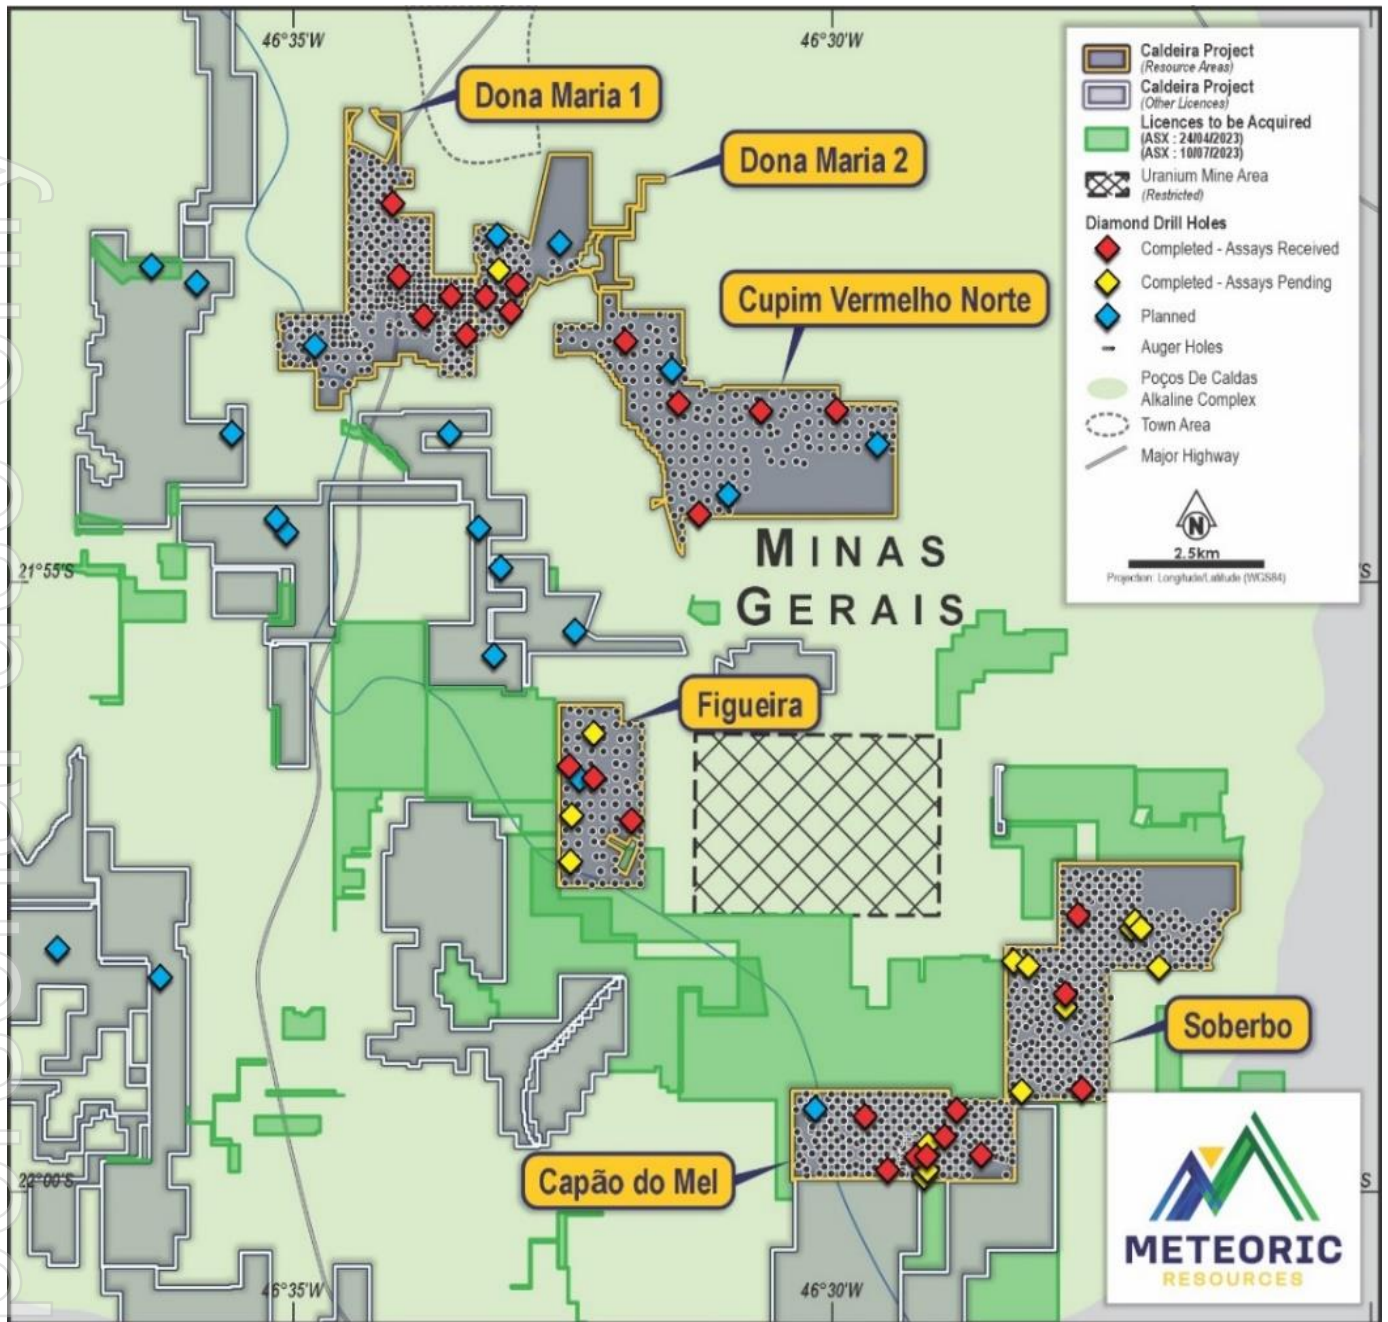 46°35'W
46°30'W
Dona Maria 1
Dona Maria 2
Cupim Vermelho Norte
MINAS
GERAIS
21°55'S
S
Figueira
Soberbo
Capão do Mel
22°00'S
S
46°35'W
46°30'W
Caldeira Project
(Resource Areas)
Caldeira Project
(Other Licences)
Licences to be Acquired
(ASX : 24/04/2023)
(ASX : 10/07/2023)
Uranium Mine Area
(Restricted)
Diamond Drill Holes
Completed - Assays Received
Completed - Assays Pending
Planned
Auger Holes
Poços De Caldas
Alkaline Complex
Town Area
Major Highway
N
2.5km
Projection: Longitude/Latitude (WGS84)
METEORIC
RESOURCES